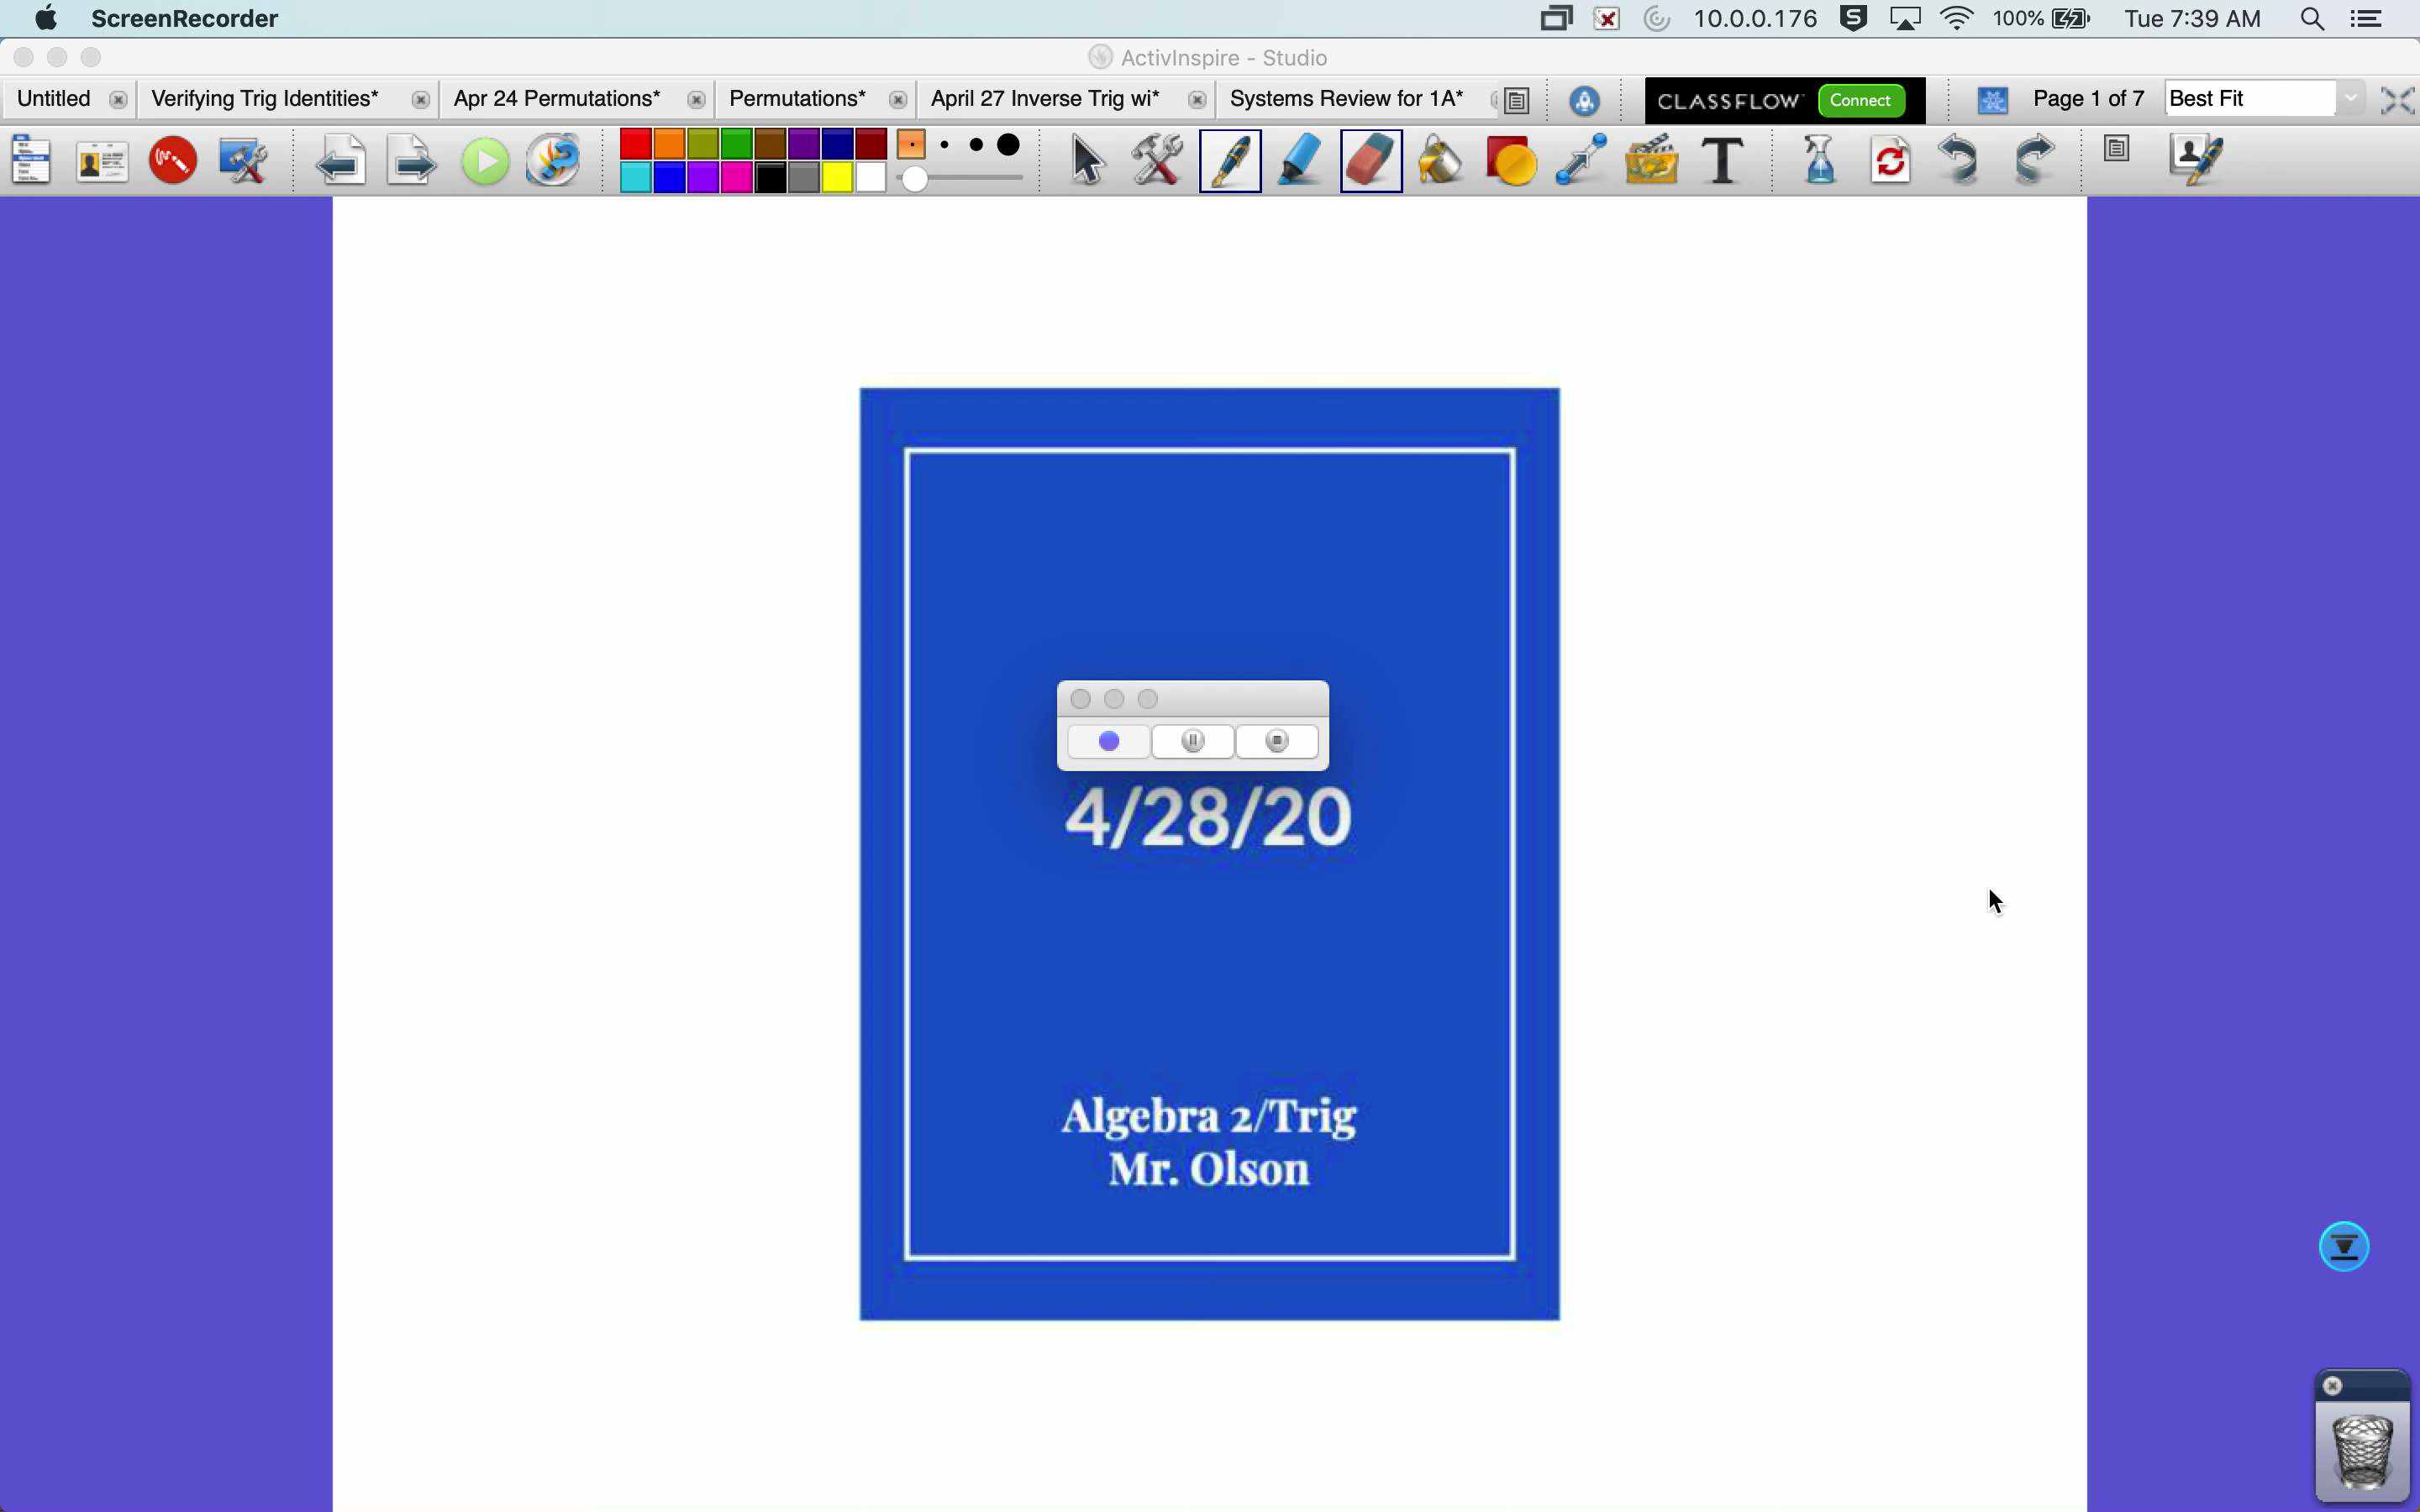 ScreenRecorder
10.0.0.176
100%
Tue 7:39 AM
ActivInspire - Studio
Untitled
Verifying Trig Identities*
Apr 24 Permutations*
Permutations*
April 27 Inverse Trig wi*
Systems Review for 1A*
CLASSFLOW
Connect
Page 1 of 7
Best Fit
T
4/28/20
Algebra 2/Trig
Mr. Olson